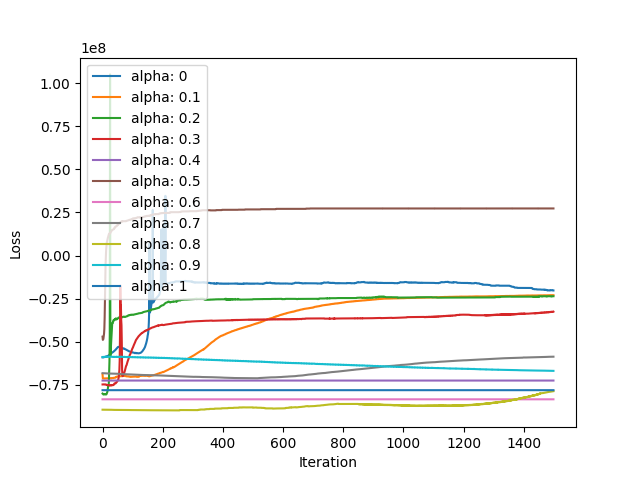 1e8
1.00
0.75
0.50
0.25
0.00
−0.25
−0.50
−0.75
Loss
alpha: 0
alpha: 0.1
alpha: 0.2
alpha: 0.3
alpha: 0.4
alpha: 0.5
alpha: 0.6
alpha: 0.7
alpha: 0.8
alpha: 0.9
alpha: 1
0 200 400 600 800 1000 1200 1400
Iteration